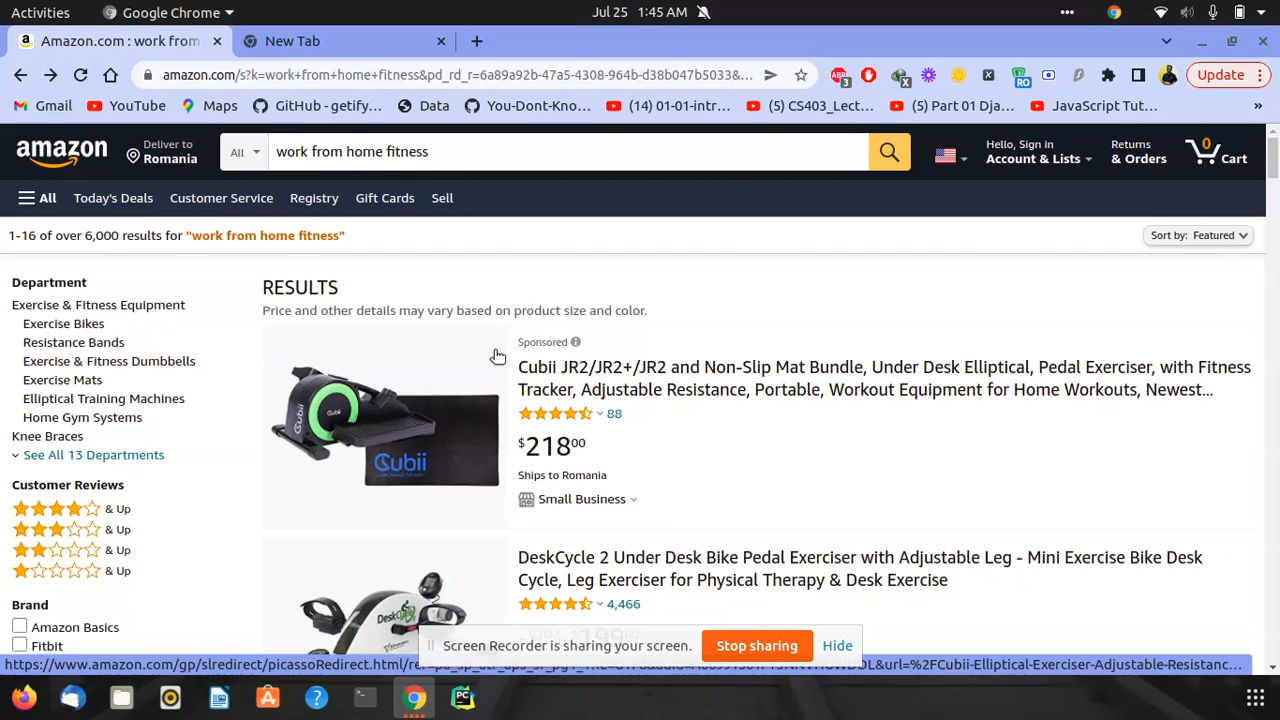 Activities
Google Chrome
Jul 25 1:45 AM
Amazon.com : work from
New Tab
amazon.com/s?k=work+from+home+fitness&pd_rd_r=6a89a92b-47a5-4308-964b-d38b047b5033&...
Update
Gmail
YouTube
Maps
GitHub - getify...
Data
You-Dont-Kno...
(14) 01-01-intr...
(5) CS403_Lect...
(5) Part 01 Dja...
JavaScript Tut...
amazon
Deliver to
Romania
All
work from home fitness
Hello, Sign in
Account & Lists
Returns
& Orders
0
Cart
All
Today's Deals
Customer Service
Registry
Gift Cards
Sell
1-16 of over 6,000 results for "work from home fitness"
Sort by: Featured
Department
Exercise & Fitness Equipment
Exercise Bikes
Resistance Bands
Exercise & Fitness Dumbbells
Exercise Mats
Elliptical Training Machines
Home Gym Systems
Knee Braces
See All 13 Departments
Customer Reviews
& Up
& Up
& Up
& Up
Brand
Amazon Basics
Fitbit
RESULTS
Price and other details may vary based on product size and color.
Cubii
Cubii
Sponsored
Cubii JR2/JR2+/JR2 and Non-Slip Mat Bundle, Under Desk Elliptical, Pedal Exerciser, with Fitness
Tracker, Adjustable Resistance, Portable, Workout Equipment for Home Workouts, Newest...
88
$218.00
Ships to Romania
Small Business
DeskCycle
DeskCycle 2 Under Desk Bike Pedal Exerciser with Adjustable Leg - Mini Exercise Bike Desk
Cycle, Leg Exerciser for Physical Therapy & Desk Exercise
4,466
Screen Recorder is sharing your screen.
Stop sharing
Hide